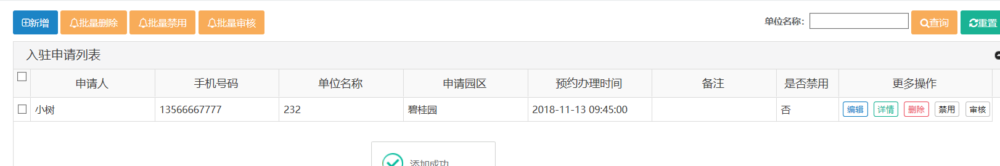 新增 批量删除 批量禁用 批量审核 单位名称： 查询 重置
入驻申请列表
申请人 手机号码 单位名称 申请园区 预约办理时间 备注 是否禁用 更多操作
小树 13566667777 232 碧桂园 2018-11-13 09:45:00 否 编辑 详情 删除 禁用 审核
添加成功